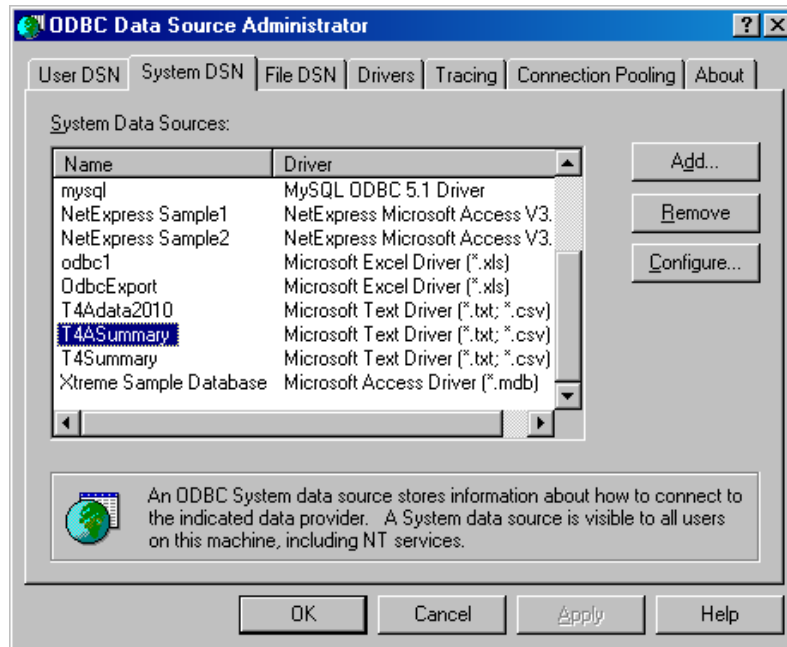 ODBC Data Source Administrator
User DSN System DSN File DSN Drivers Tracing Connection Pooling About
System Data Sources:
Name Driver
mysql MySQL ODBC 5.1 Driver
NetExpress Sample1 NetExpress Microsoft Access V3.
NetExpress Sample2 NetExpress Microsoft Access V3.
odbc1 Microsoft Excel Driver (*.xls)
OdbcExport Microsoft Excel Driver (*.xls)
T4Adata2010 Microsoft Text Driver (*.txt; *.csv)
T4ASummary Microsoft Text Driver (*.txt; *.csv)
T4Summary Microsoft Text Driver (*.txt; *.csv)
Xtreme Sample Database Microsoft Access Driver (*.mdb)
Add...
Remove
Configure...
An ODBC System data source stores information about how to connect to
the indicated data provider. A System data source is visible to all users
on this machine, including NT services.
OK Cancel Apply Help